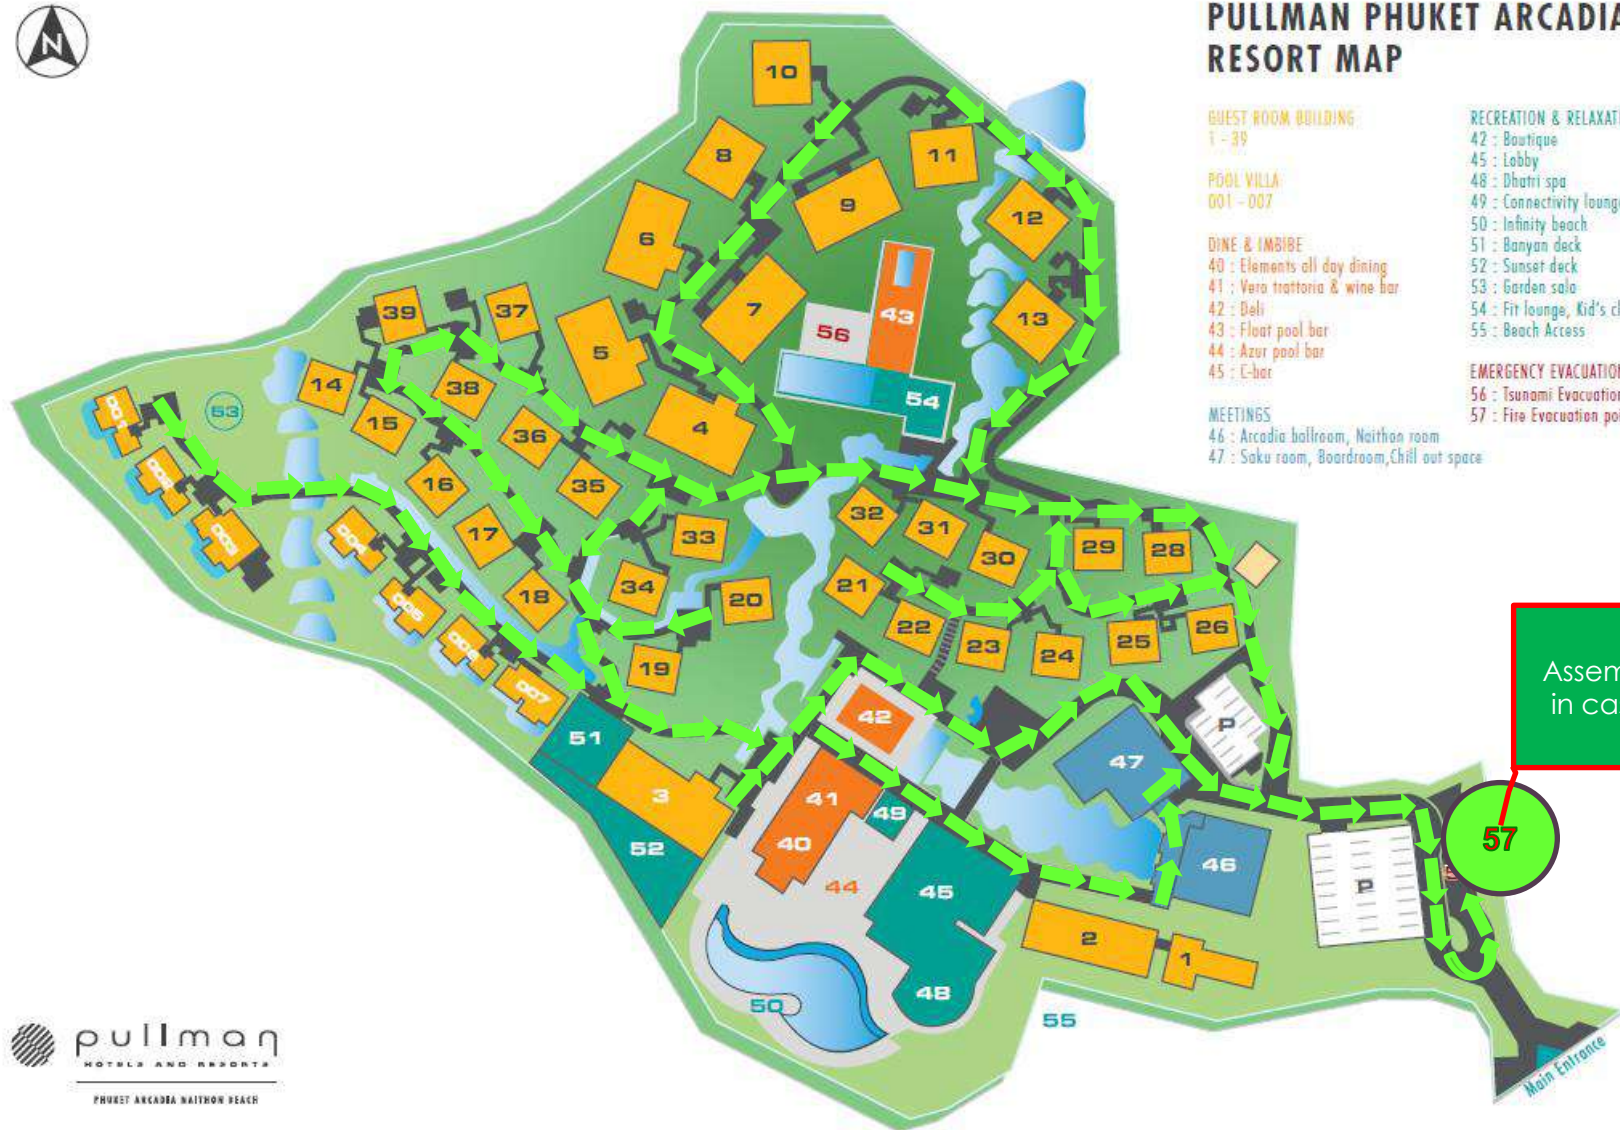 N
PULLMAN PHUKET ARCADIA
RESORT MAP
GUEST ROOM BUILDING
1 - 39
POOL VILLA
001 - 007
DINE & IMBIBE
40 : Elements all day dining
41 : Vero trattoria & wine bar
42 : Deli
43 : Float pool bar
44 : Azur pool bar
45 : C-bar
MEETINGS
46 : Arcadia ballroom, Naithon room
47 : Saku room, Boardroom,Chill out space
RECREATION & RELAXATI
42 : Boutique
45 : Lobby
48 : Dhatri spa
49 : Connectivity loung
50 : Infinity beach
51 : Banyan deck
52 : Sunset deck
53 : Garden sala
54 : Fit lounge, Kid's cl
55 : Beach Access
EMERGENCY EVACUATION
56 : Tsunami Evacuation
57 : Fire Evacuation poi
10
8
11
9
12
6
7
43
56
13
39
37
5
54
14
38
4
001
53
15
36
002
16
35
32
31
003
004
17
33
30
29
28
18
34
20
21
005
22
23
24
25
26
006
19
007
42
P
51
47
3
41
49
57
40
52
44
45
46
P
2
1
48
50
55
Assem
in ca
Main Entrance
pullman
HOTELS AND RESORTS
PHUKET ARCADIA NAITHON BEACH